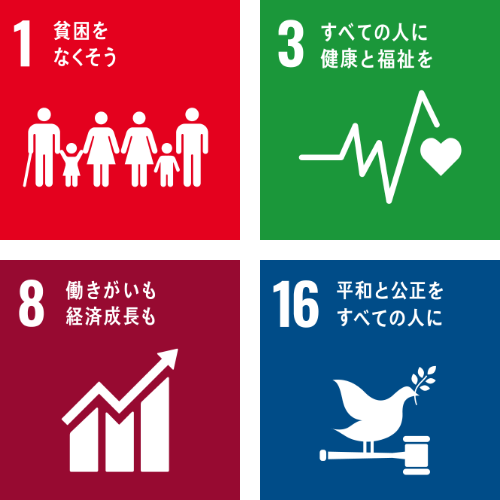 1 貧困を
なくそう
3 すべての人に
健康と福祉を
8 働きがいも
経済成長も
16 平和と公正を
すべての人に